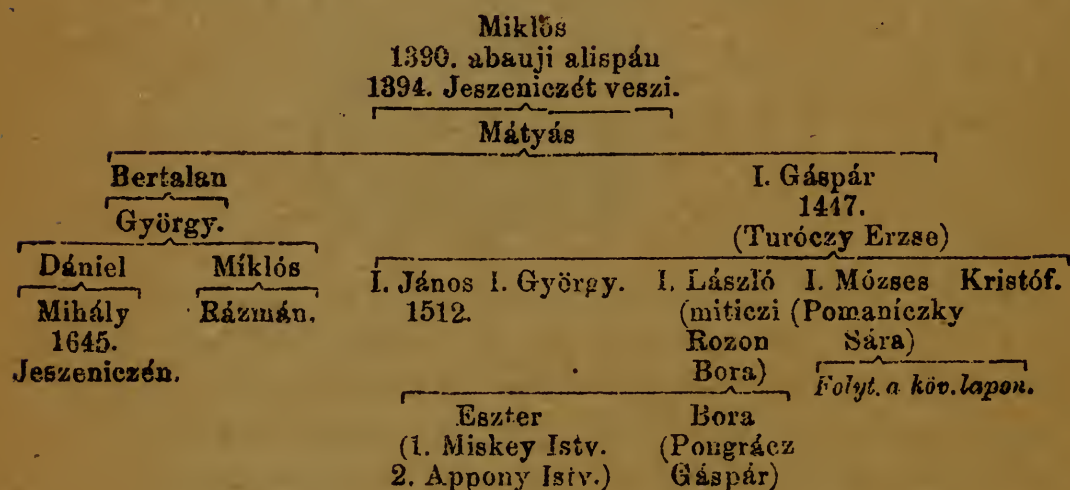 Miklós
1390. abauji alispán
1394. Jeszeniczét veszi.
Mátyás
Bertalan I. Gáspár
György. 1447.
(Turóczy Erzse)
Dániel Míklós I. János I. György. I. László I. Mózses Kristóf.
Mihály Rázmán. 1512. (miticzi (Pomaníczky
1645. Rozon Sára)
Jeszeniczén. Bora) Folyt. a köv. lapon.
Eszter Bora
(1. Miskey Istv. (Pongrácz
2. Appony Istv.) Gáspár)